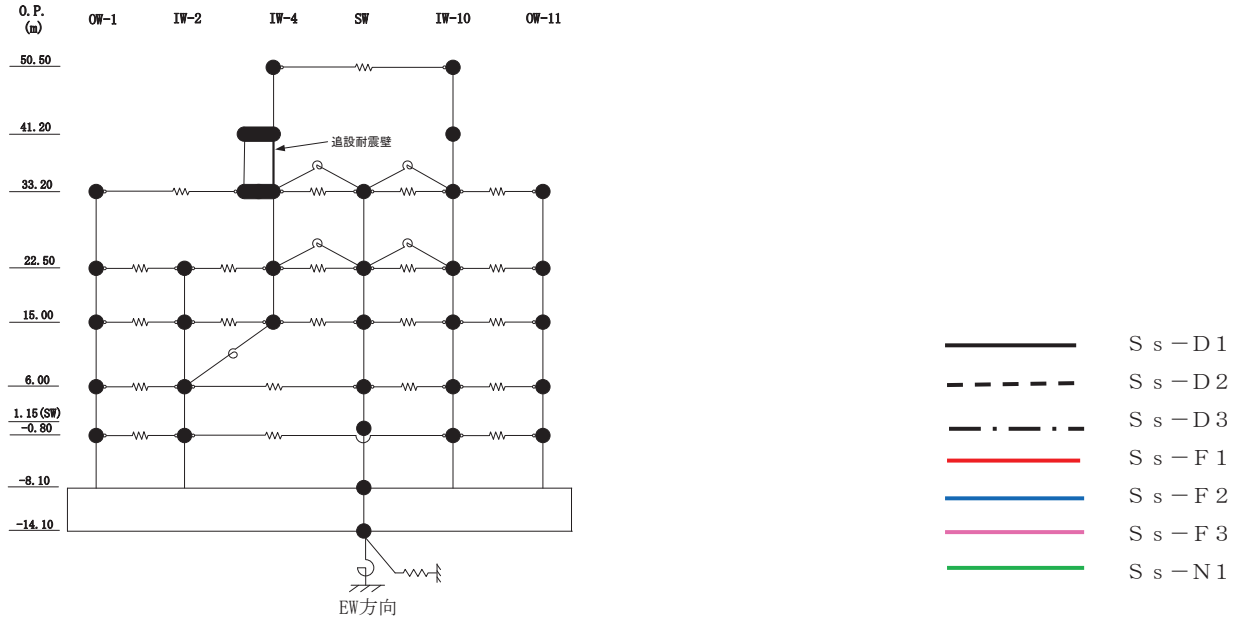 O.P.
(m)
OW-1 IW-2 IW-4 SW IW-10 OW-11
50.50
41.20
追設耐震壁
33.20
22.50
15.00
6.00
1.15(SW)
-0.80
-8.10
-14.10
EW方向
Ss-D1
Ss-D2
Ss-D3
Ss-F1
Ss-F2
Ss-F3
Ss-N1